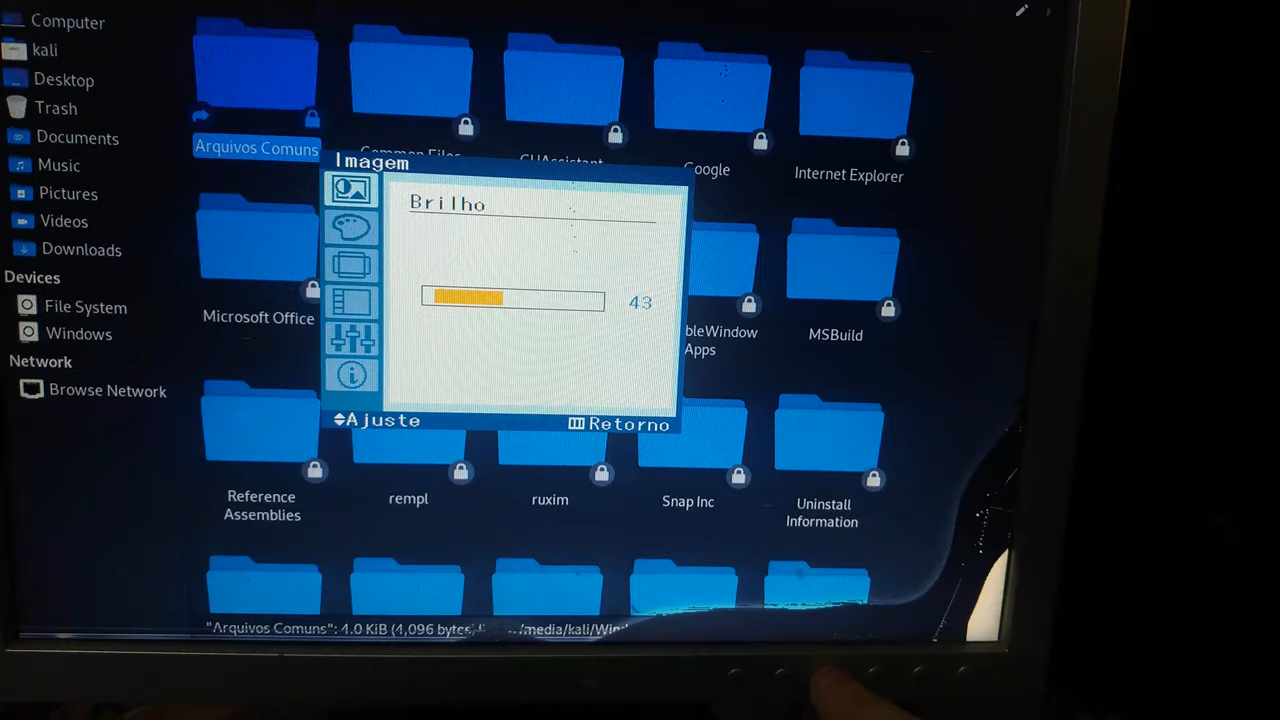 Computer
kali
Desktop
Trash
Documents
Music
Pictures
Videos
Downloads
Devices
File System
Windows
Network
Browse Network
Arquivos Comuns
Common Files
Google
Internet Explorer
Imagem
Brilho
43
Ajuste
Retorno
Microsoft Office
bleWindow
Apps
MSBuild
Reference
Assemblies
rempl
ruxim
Snap Inc
Uninstall
Information
"Arquivos Comuns": 4.0 KiB (4,096 bytes)
/media/kali/Win